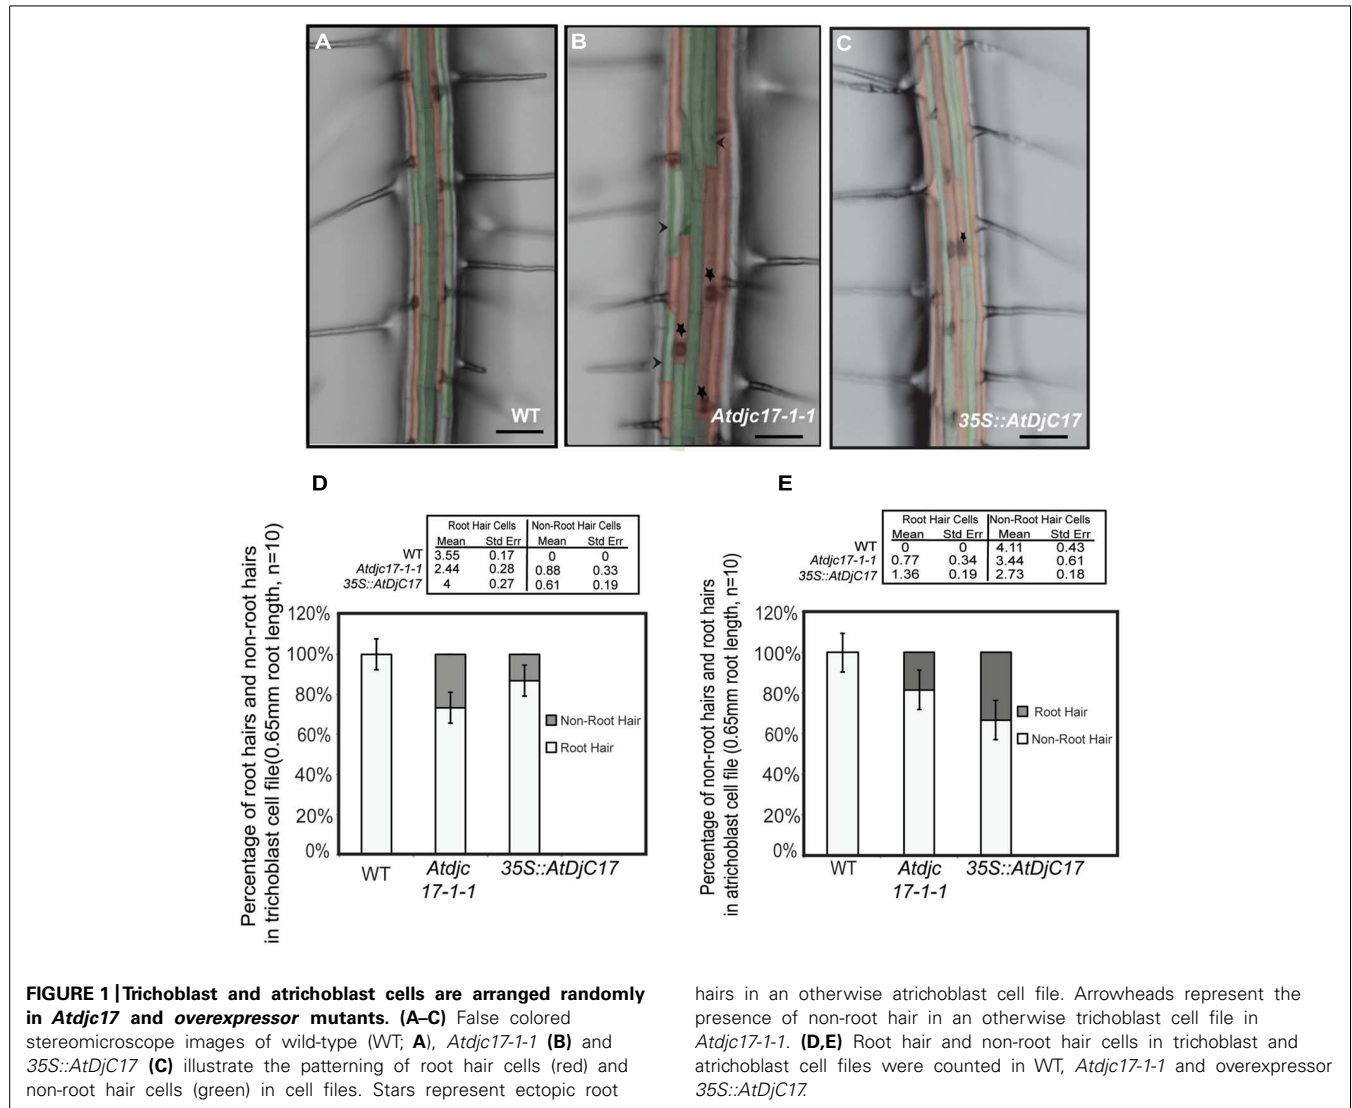 A
B
C
WT
Atdjc17-1-1
35S::AtDjC17
D
Root Hair Cells Non-Root Hair Cells
Mean Std Err Mean Std Err
WT 3.55 0.17 0 0
Atdjc17-1-1 2.44 0.28 0.88 0.33
35S::AtDjC17 4 0.27 0.61 0.19
Percentage of root hairs and non-root hairs
in trichoblast cell file(0.65mm root length, n=10)
120%
100%
80%
60%
40%
20%
0%
Non-Root Hair
Root Hair
WT
Atdjc
17-1-1
35S::AtDjC17
E
Root Hair Cells Non-Root Hair Cells
Mean Std Err Mean Std Err
WT 0 0 4.11 0.43
Atdjc17-1-1 0.77 0.34 3.44 0.61
35S::AtDjC17 1.36 0.19 2.73 0.18
Percentage of non-root hairs and root hairs
in atrichoblast cell file (0.65mm root length, n=10)
120%
100%
80%
60%
40%
20%
0%
Root Hair
Non-Root Hair
WT
Atdjc
17-1-1
35S::AtDjC17
FIGURE 1 | Trichoblast and atrichoblast cells are arranged randomly
in Atdjc17 and overexpressor mutants. (A–C) False colored
stereomicroscope images of wild-type (WT; A), Atdjc17-1-1 (B) and
35S::AtDjC17 (C) illustrate the patterning of root hair cells (red) and
non-root hair cells (green) in cell files. Stars represent ectopic root
hairs in an otherwise atrichoblast cell file. Arrowheads represent the
presence of non-root hair in an otherwise trichoblast cell file in
Atdjc17-1-1. (D,E) Root hair and non-root hair cells in trichoblast and
atrichoblast cell files were counted in WT, Atdjc17-1-1 and overexpressor
35S::AtDjC17.